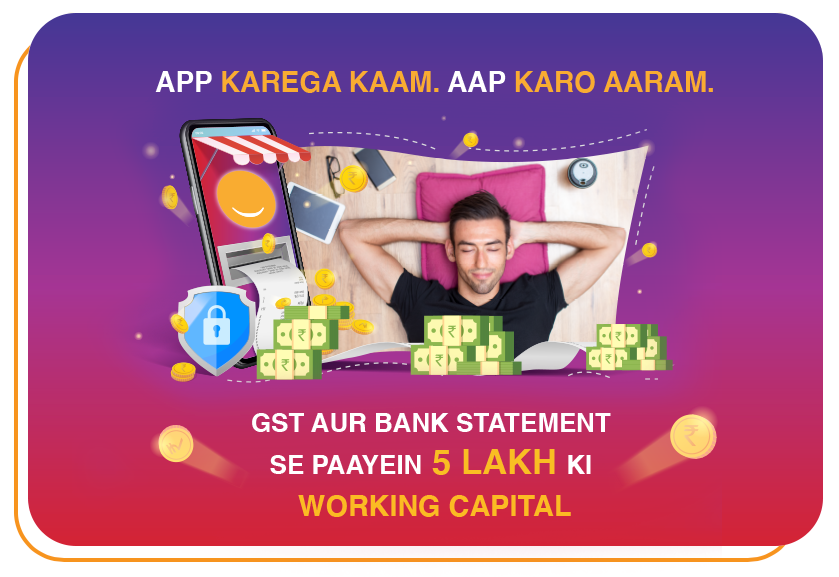 APP KAREGA KAAM. AAP KARO AARAM.
GST AUR BANK STATEMENT
SE PAAYEIN 5 LAKH KI
WORKING CAPITAL